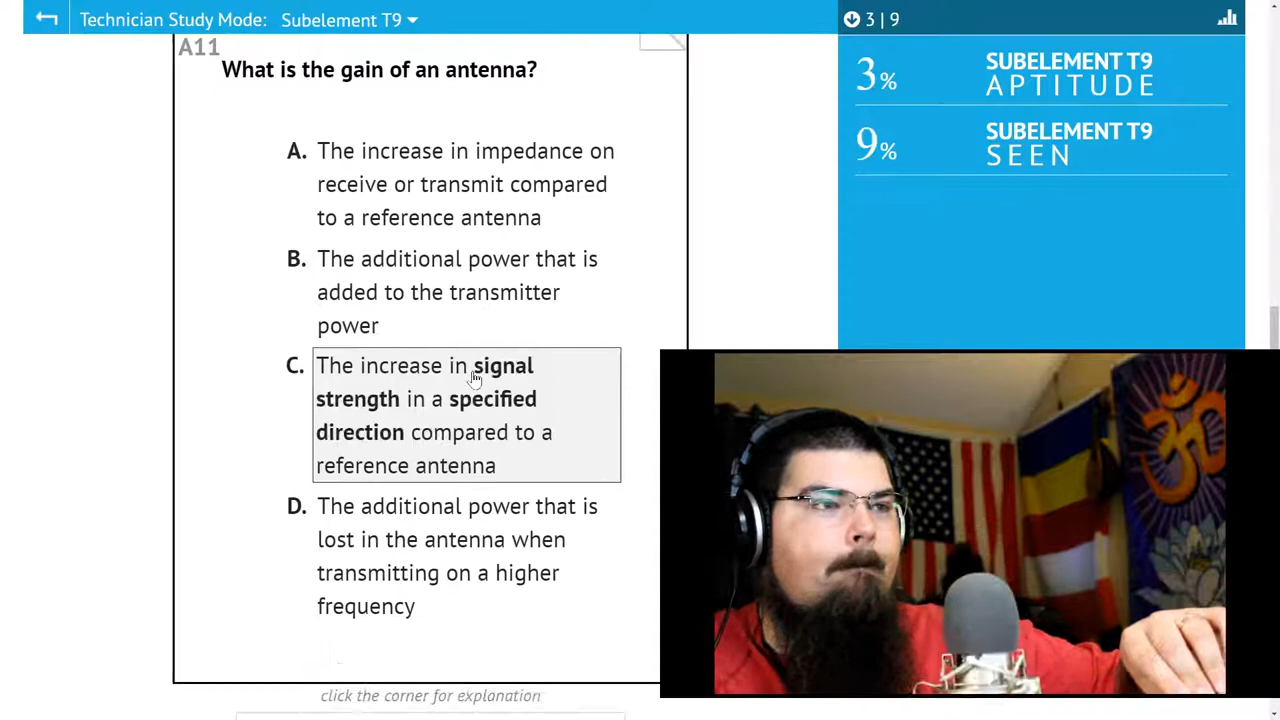 Technician Study Mode: Subelement T9
3 | 9
A11
What is the gain of an antenna?
A. The increase in impedance on
receive or transmit compared
to a reference antenna
B. The additional power that is
added to the transmitter
power
C. The increase in signal
strength in a specified
direction compared to a
reference antenna
D. The additional power that is
lost in the antenna when
transmitting on a higher
frequency
click the corner for explanation
3%
SUBELEMENT T9
APTITUDE
9%
SUBELEMENT T9
SEEN